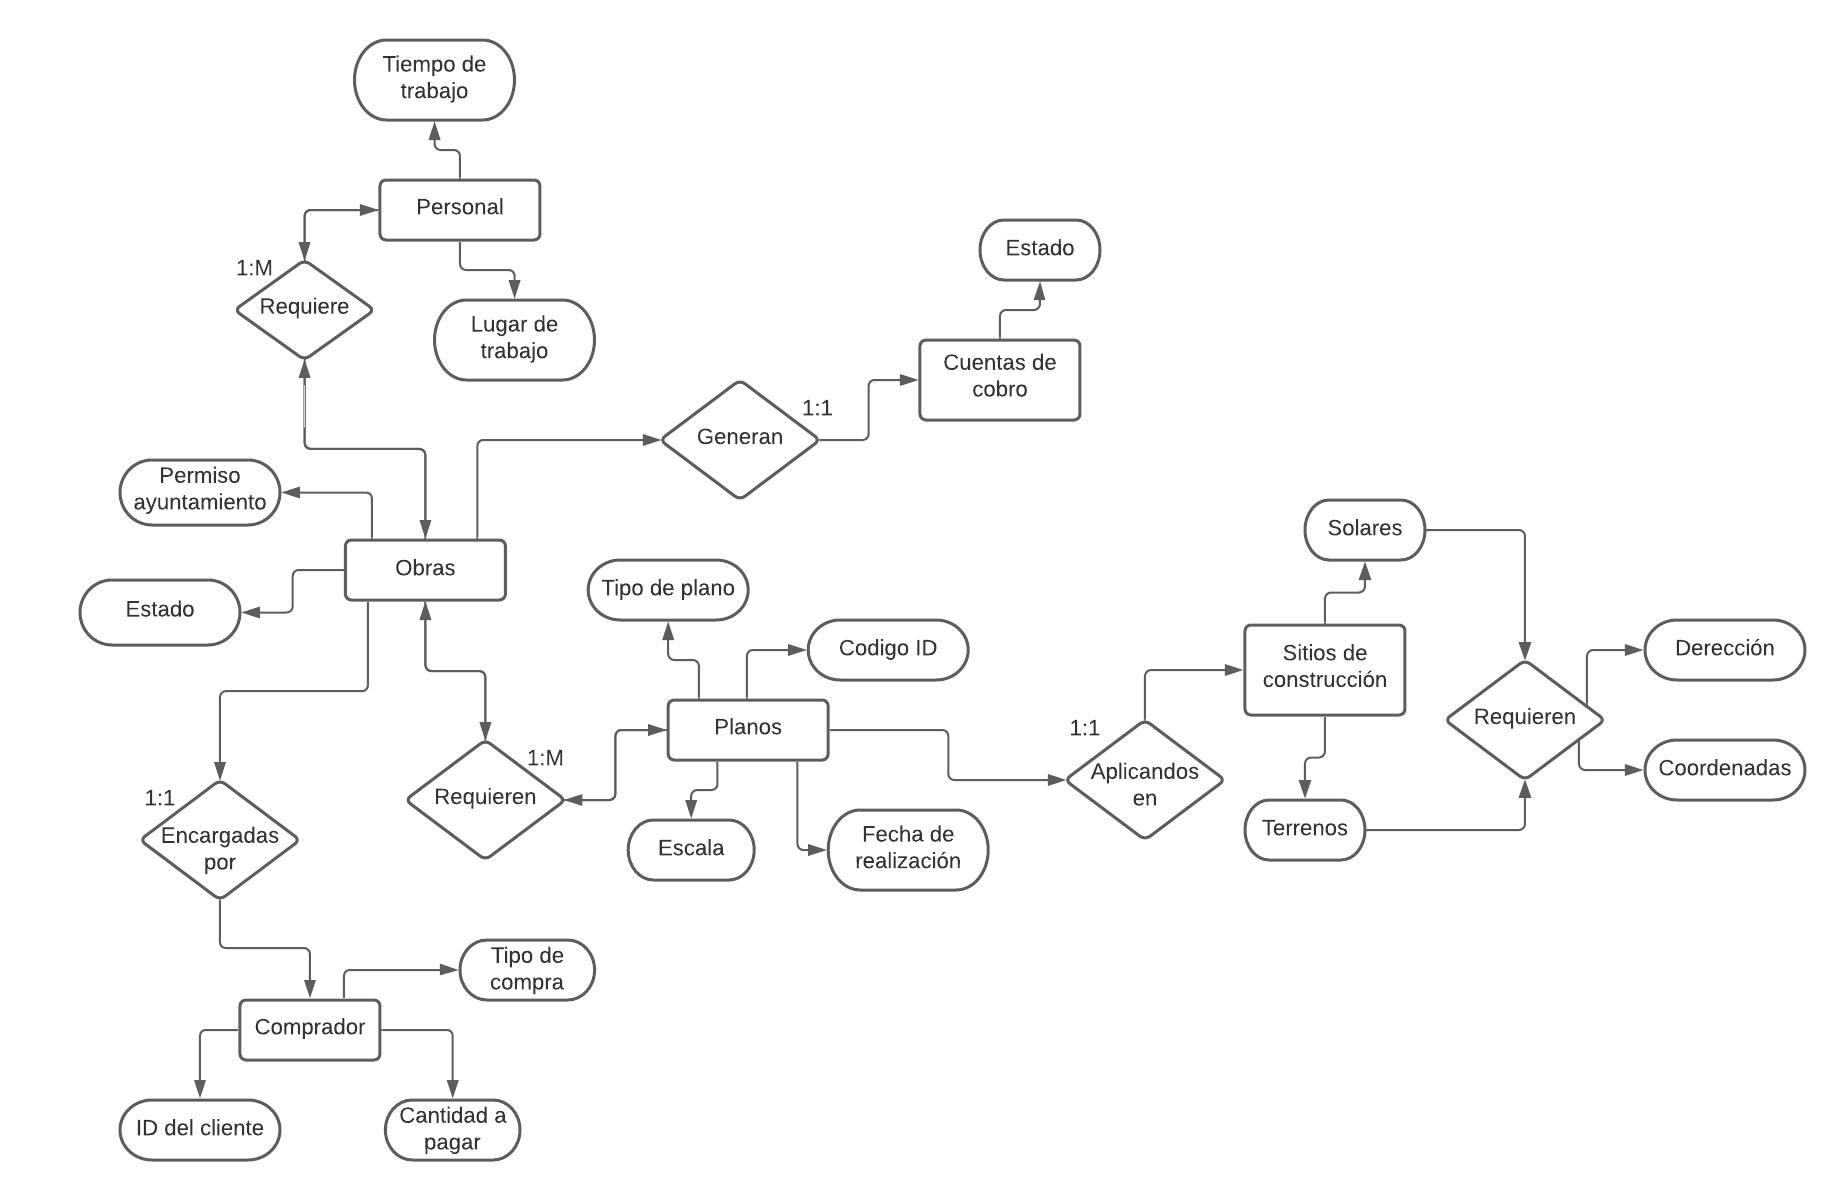 Tiempo de
trabajo
Personal
1:M
Requiere
Lugar de
trabajo
Estado
Cuentas de
cobro
1:1
Generan
Permiso
ayuntamiento
Obras
Estado
Tipo de plano
Codigo ID
Planos
1:M
Requieren
Escala
Fecha de
realización
1:1
Aplicandos
en
Solares
Sitios de
construcción
Terrenos
Requieren
Derección
Coordenadas
1:1
Encargadas
por
Tipo de
compra
Comprador
ID del cliente
Cantidad a
pagar